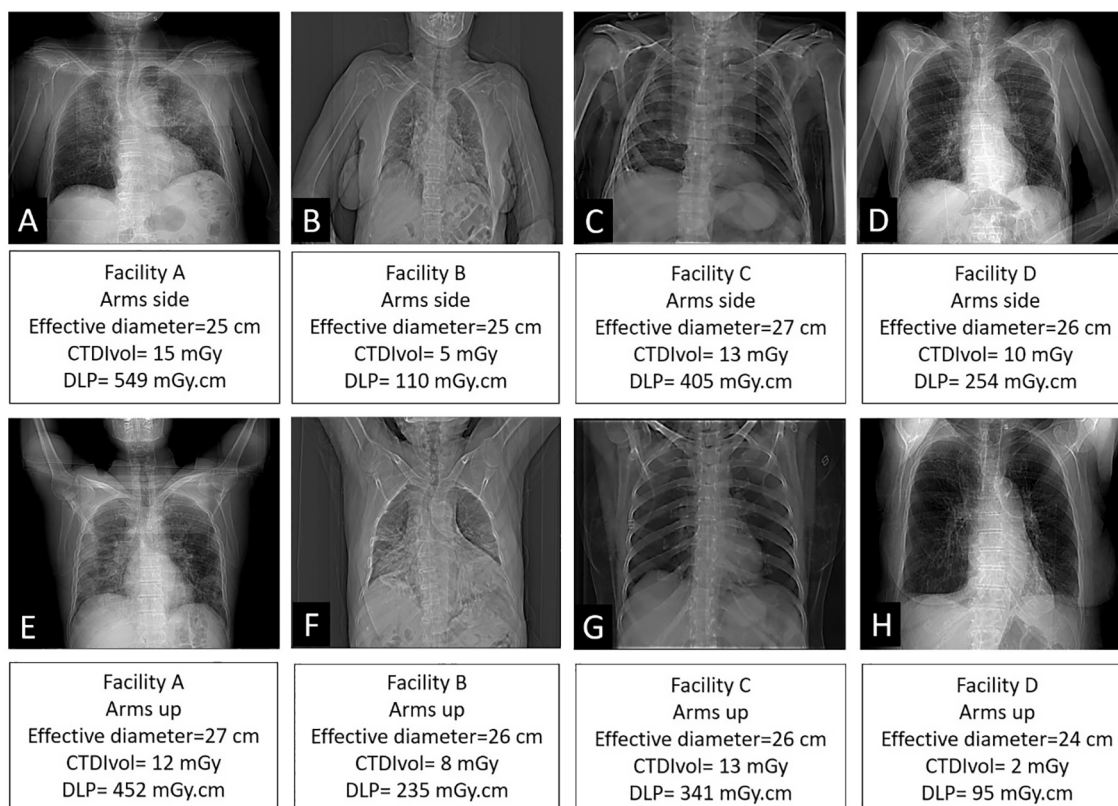 A
B
C
D
Facility A
Arms side
Effective diameter=25 cm
CTDIvol= 15 mGy
DLP= 549 mGy.cm
Facility B
Arms side
Effective diameter=25 cm
CTDIvol= 5 mGy
DLP= 110 mGy.cm
Facility C
Arms side
Effective diameter=27 cm
CTDIvol= 13 mGy
DLP= 405 mGy.cm
Facility D
Arms side
Effective diameter=26 cm
CTDIvol= 10 mGy
DLP= 254 mGy.cm
E
F
G
H
Facility A
Arms up
Effective diameter=27 cm
CTDIvol= 12 mGy
DLP= 452 mGy.cm
Facility B
Arms up
Effective diameter=26 cm
CTDIvol= 8 mGy
DLP= 235 mGy.cm
Facility C
Arms up
Effective diameter=26 cm
CTDIvol= 13 mGy
DLP= 341 mGy.cm
Facility D
Arms up
Effective diameter=24 cm
CTDIvol= 2 mGy
DLP= 95 mGy.cm